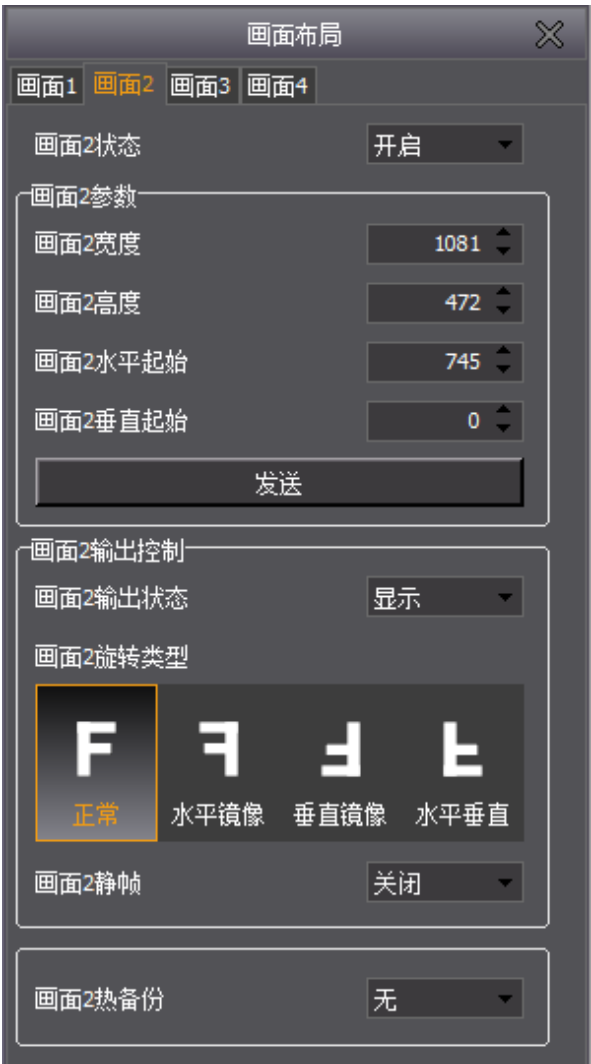 画面布局
画面1 画面2 画面3 画面4
画面2状态 开启
画面2参数
画面2宽度 1081
画面2高度 472
画面2水平起始 745
画面2垂直起始 0
发送
画面2输出控制
画面2输出状态 显示
画面2旋转类型
F F F F
正常 水平镜像 垂直镜像 水平垂直
画面2静帧 关闭
画面2热备份 无